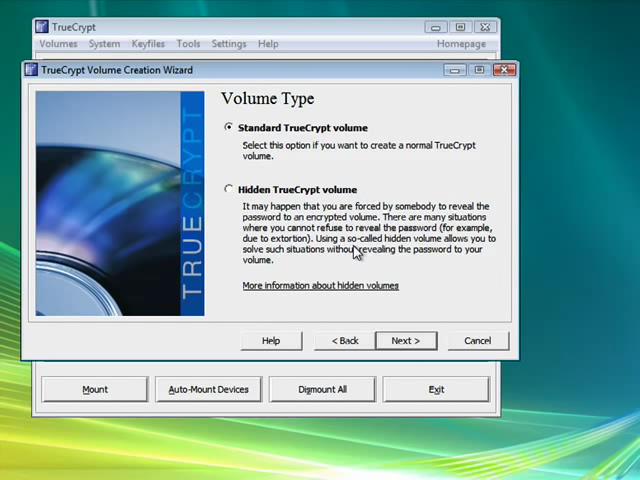 TrueCrypt
Volumes System Keyfiles Tools Settings Help Homepage
TrueCrypt Volume Creation Wizard
TRUECRYPT
Volume Type
Standard TrueCrypt volume
Select this option if you want to create a normal TrueCrypt
volume.
Hidden TrueCrypt volume
It may happen that you are forced by somebody to reveal the
password to an encrypted volume. There are many situations
where you cannot refuse to reveal the password (for example,
due to extortion). Using a so-called hidden volume allows you to
solve such situations without revealing the password to your
volume.
More information about hidden volumes
Help < Back Next > Cancel
Mount Auto-Mount Devices Dismount All Exit